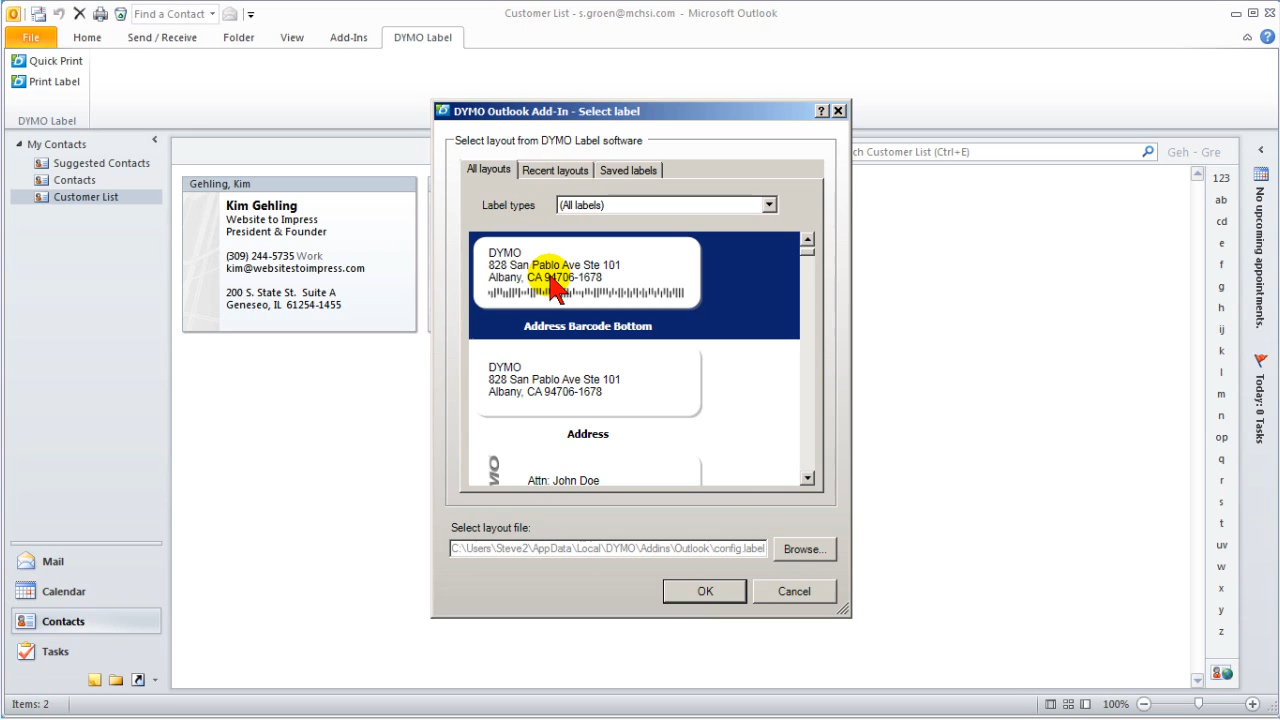 Find a Contact
Customer List - s.groen@mchsi.com - Microsoft Outlook
File
Home
Send / Receive
Folder
View
Add-Ins
DYMO Label
Quick Print
Print Label
DYMO Label
My Contacts
Suggested Contacts
Contacts
Customer List
Mail
Calendar
Contacts
Tasks
Gehling, Kim
Kim Gehling
Website to Impress
President & Founder
(309) 244-5735 Work
kim@websitestoimpress.com
200 S. State St.  Suite A
Geneseo, IL  61254-1455
DYMO Outlook Add-In - Select label
Select layout from DYMO Label software
All layouts
Recent layouts
Saved labels
Label types
(All labels)
DYMO
828 San Pablo Ave Ste 101
Albany, CA 94706-1678
Address Barcode Bottom
DYMO
828 San Pablo Ave Ste 101
Albany, CA 94706-1678
Address
Attn: John Doe
Select layout file:
C:\Users\Steve2\AppData\Local\DYMO\Addins\Outlook\config.label
Browse...
OK
Cancel
ch Customer List (Ctrl+E)
Geh - Gre
123
ab
cd
e
f
g
h
ij
k
l
m
n
op
q
r
s
t
uv
w
x
y
z
No upcoming appointments.
Today: 0 Tasks
Items: 2
100%